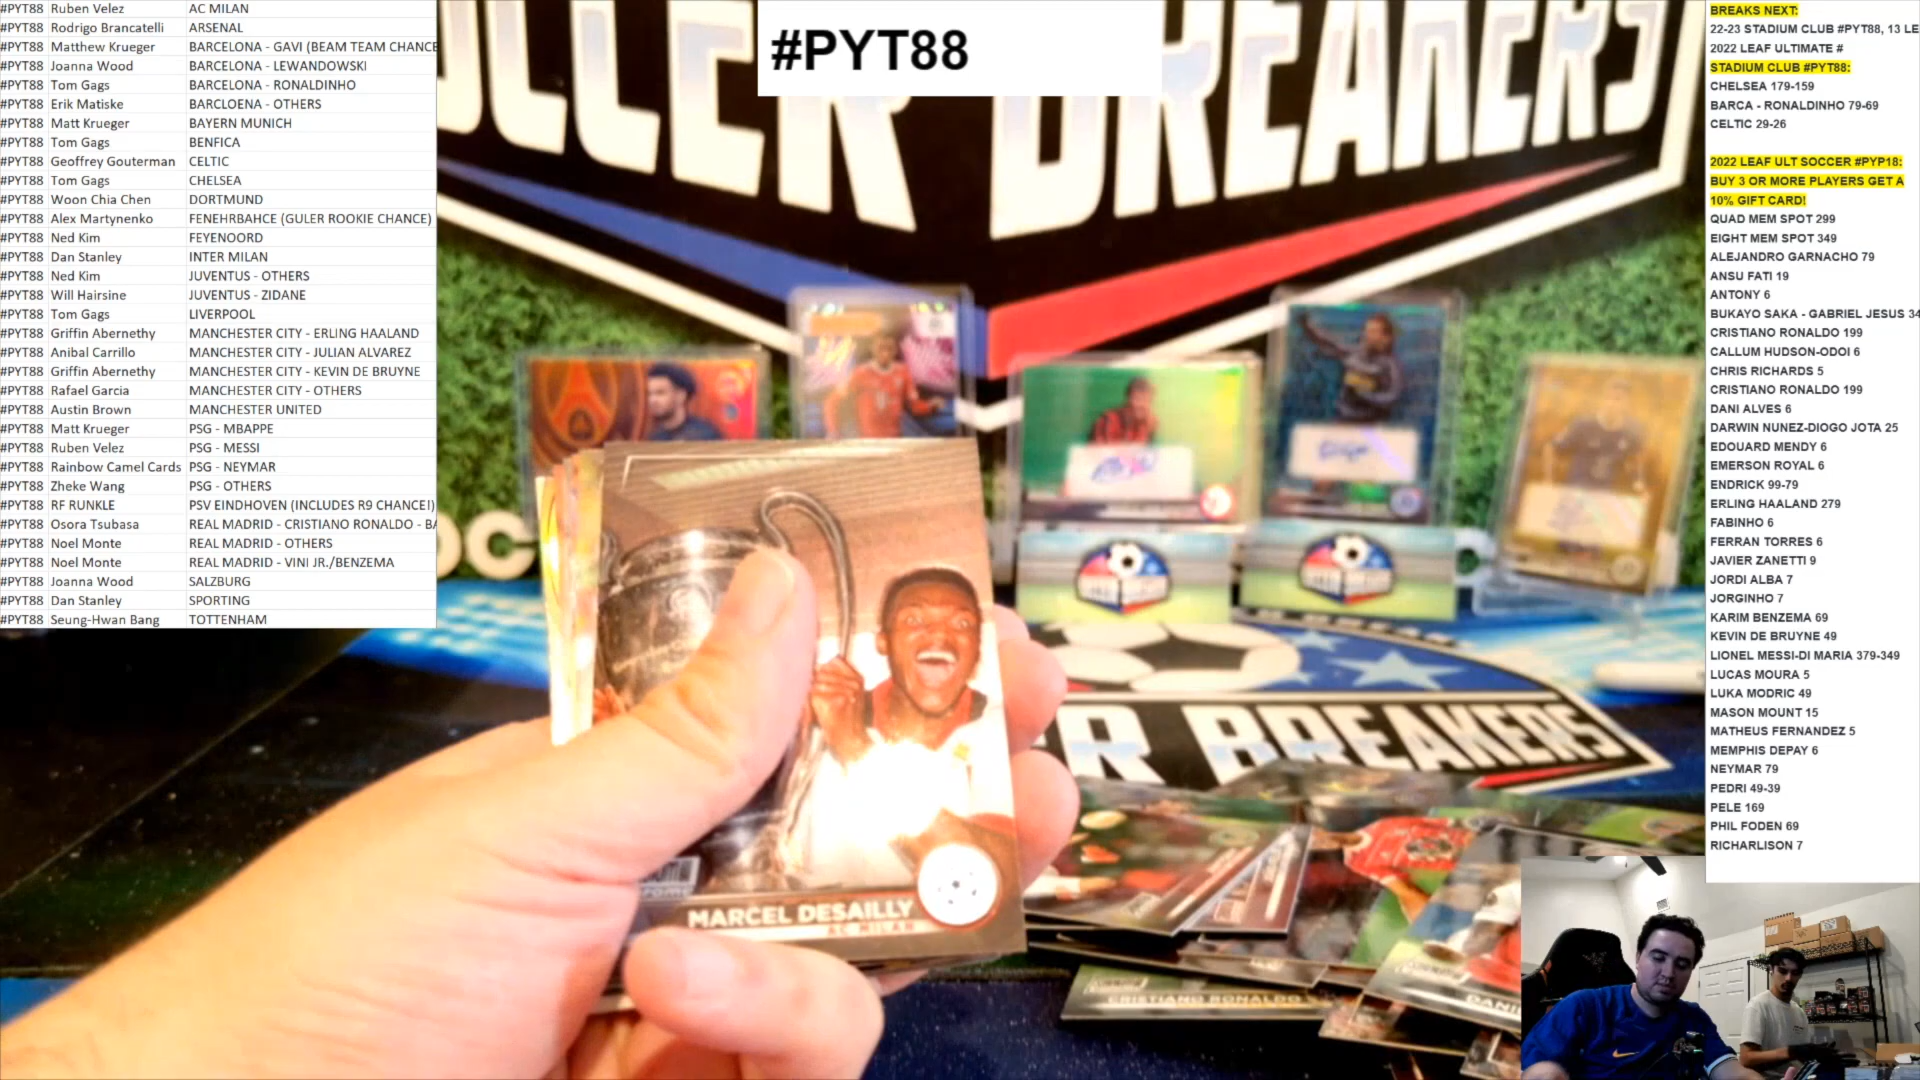 #PYT88 Ruben Velez AC MILAN
#PYT88 Rodrigo Brancatelli ARSENAL
#PYT88 Matthew Krueger BARCELONA - GAVI (BEAM TEAM CHANCE
#PYT88 Joanna Wood BARCELONA - LEWANDOWSKI
#PYT88 Tom Gags BARCELONA - RONALDINHO
#PYT88 Erik Matiske BARCLOENA - OTHERS
#PYT88 Matt Krueger BAYERN MUNICH
#PYT88 Tom Gags BENFICA
#PYT88 Geoffrey Gouterman CELTIC
#PYT88 Tom Gags CHELSEA
#PYT88 Woon Chia Chen DORTMUND
#PYT88 Alex Martynenko FENEHRBAHCE (GULER ROOKIE CHANCE)
#PYT88 Ned Kim FEYENOORD
#PYT88 Dan Stanley INTER MILAN
#PYT88 Ned Kim JUVENTUS - OTHERS
#PYT88 Will Hairsine JUVENTUS - ZIDANE
#PYT88 Tom Gags LIVERPOOL
#PYT88 Griffin Abernethy MANCHESTER CITY - ERLING HAALAND
#PYT88 Anibal Carrillo MANCHESTER CITY - JULIAN ALVAREZ
#PYT88 Griffin Abernethy MANCHESTER CITY - KEVIN DE BRUYNE
#PYT88 Rafael Garcia MANCHESTER CITY - OTHERS
#PYT88 Austin Brown MANCHESTER UNITED
#PYT88 Matt Krueger PSG - MBAPPE
#PYT88 Ruben Velez PSG - MESSI
#PYT88 Rainbow Camel Cards PSG - NEYMAR
#PYT88 Zheke Wang PSG - OTHERS
#PYT88 RF RUNKLE PSV EINDHOVEN (INCLUDES R9 CHANCE!)
#PYT88 Osora Tsubasa REAL MADRID - CRISTIANO RONALDO - BA
#PYT88 Noel Monte REAL MADRID - OTHERS
#PYT88 Noel Monte REAL MADRID - VINI JR./BENZEMA
#PYT88 Joanna Wood SALZBURG
#PYT88 Dan Stanley SPORTING
#PYT88 Seung-Hwan Bang TOTTENHAM
#PYT88
BREAKERS
BREAKERS
MARCEL DESAILLY
AC MILAN
CRISTIANO RONALDO
BREAKS NEXT:
22-23 STADIUM CLUB #PYT88, 13 LE
2022 LEAF ULTIMATE #
STADIUM CLUB #PYT88:
CHELSEA 179-159
BARCA - RONALDINHO 79-69
CELTIC 29-26
2022 LEAF ULT SOCCER #PYP18:
BUY 3 OR MORE PLAYERS GET A
10% GIFT CARD!
QUAD MEM SPOT 299
EIGHT MEM SPOT 349
ALEJANDRO GARNACHO 79
ANSU FATI 19
ANTONY 6
BUKAYO SAKA - GABRIEL JESUS 34
CRISTIANO RONALDO 199
CALLUM HUDSON-ODOI 6
CHRIS RICHARDS 5
CRISTIANO RONALDO 199
DANI ALVES 6
DARWIN NUNEZ-DIOGO JOTA 25
EDOUARD MENDY 6
EMERSON ROYAL 6
ENDRICK 99-79
ERLING HAALAND 279
FABINHO 6
FERRAN TORRES 6
JAVIER ZANETTI 9
JORDI ALBA 7
JORGINHO 7
KARIM BENZEMA 69
KEVIN DE BRUYNE 49
LIONEL MESSI-DI MARIA 379-349
LUCAS MOURA 5
LUKA MODRIC 49
MASON MOUNT 15
MATHEUS FERNANDEZ 5
MEMPHIS DEPAY 6
NEYMAR 79
PEDRI 49-39
PELE 169
PHIL FODEN 69
RICHARLISON 7